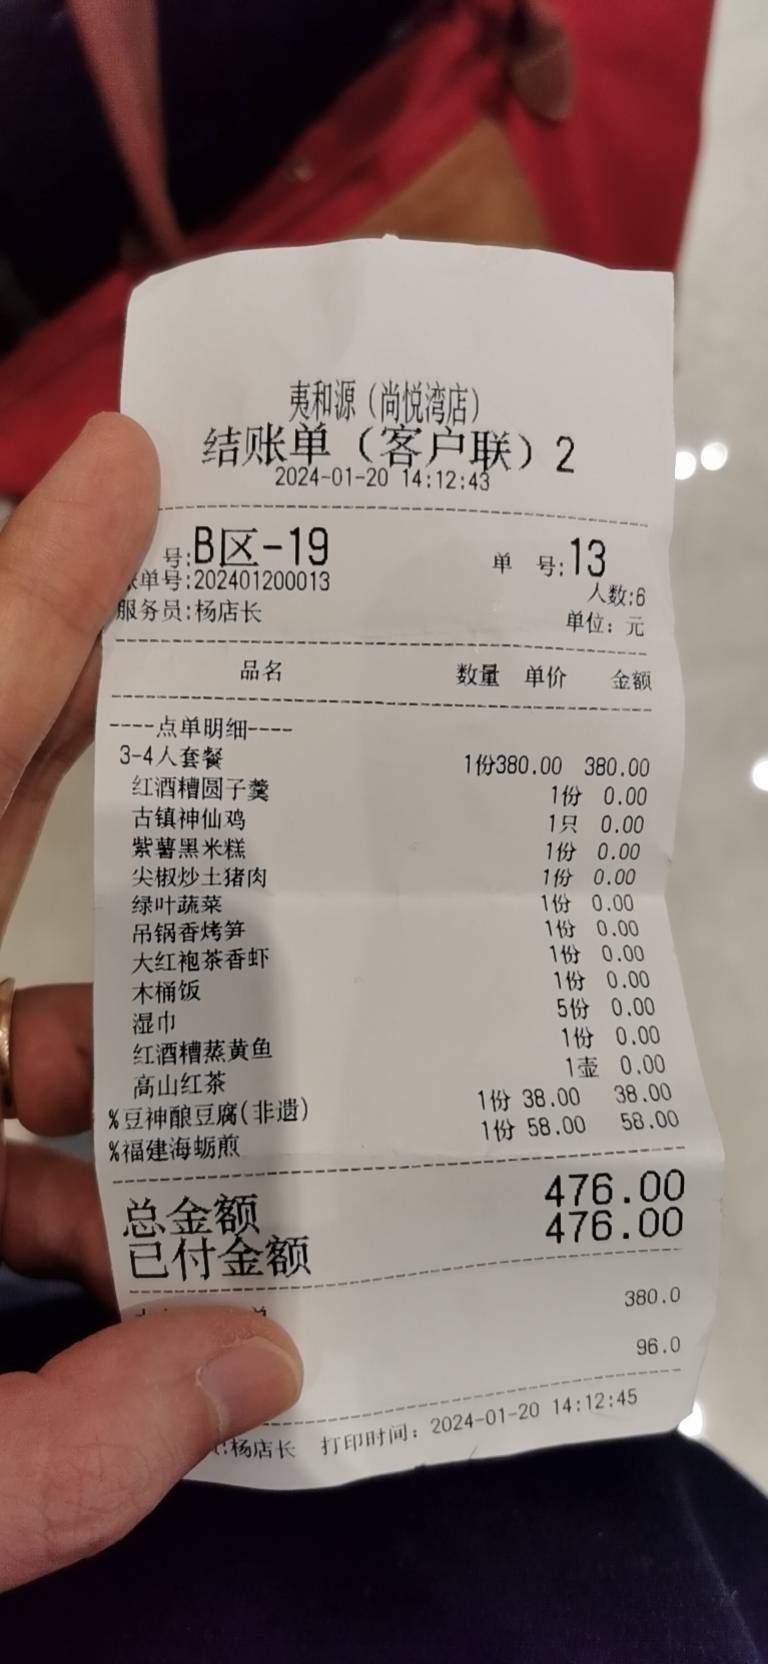 夷和源（尚悦湾店）
结账单（客户联）2
2024-01-20 14:12:43
号:B区-19 单 号:13
账单号:202401200013 人数:6
服务员:杨店长 单位：元
品名 数量 单价 金额
----点单明细----
3-4人套餐 1份380.00 380.00
红酒糟圆子羹 1份 0.00
古镇神仙鸡 1只 0.00
紫薯黑米糕 1份 0.00
尖椒炒土猪肉 1份 0.00
绿叶蔬菜 1份 0.00
吊锅香烤笋 1份 0.00
大红袍茶香虾 1份 0.00
木桶饭 1份 0.00
湿巾 5份 0.00
红酒糟蒸黄鱼 1份 0.00
高山红茶 1壶 0.00
%豆神酿豆腐(非遗) 1份 38.00 38.00
%福建海蛎煎 1份 58.00 58.00
总金额 476.00
已付金额 476.00
380.0
96.0
:杨店长 打印时间：2024-01-20 14:12:45